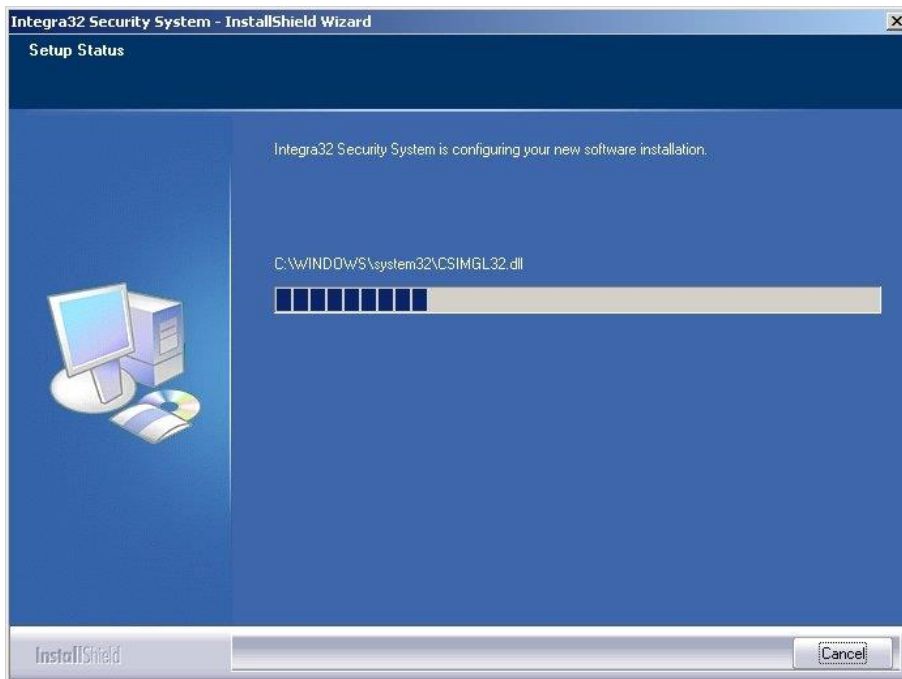 Integra32 Security System - InstallShield Wizard
Setup Status
Integra32 Security System is configuring your new software installation.
C:\WINDOWS\system32\CSIMGL32.dll
InstallShield
Cancel